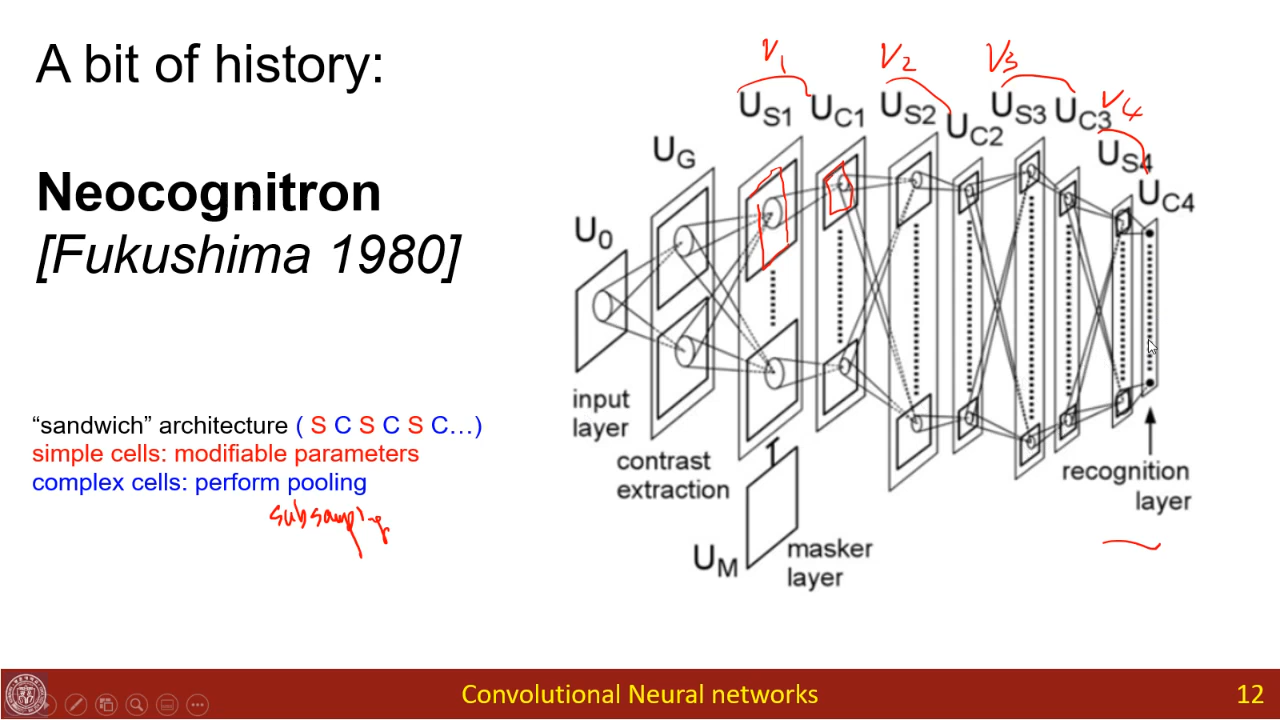 A bit of history:
Neocognitron
[Fukushima 1980]
“sandwich” architecture ( S C S C S C…)
simple cells: modifiable parameters
complex cells: perform pooling
subsampling
V1
V2
V3
V4
U0
UG
US1
UC1
US2
UC2
US3
UC3
US4
UC4
input
layer
contrast
extraction
UM
masker
layer
recognition
layer
Convolutional Neural networks
12